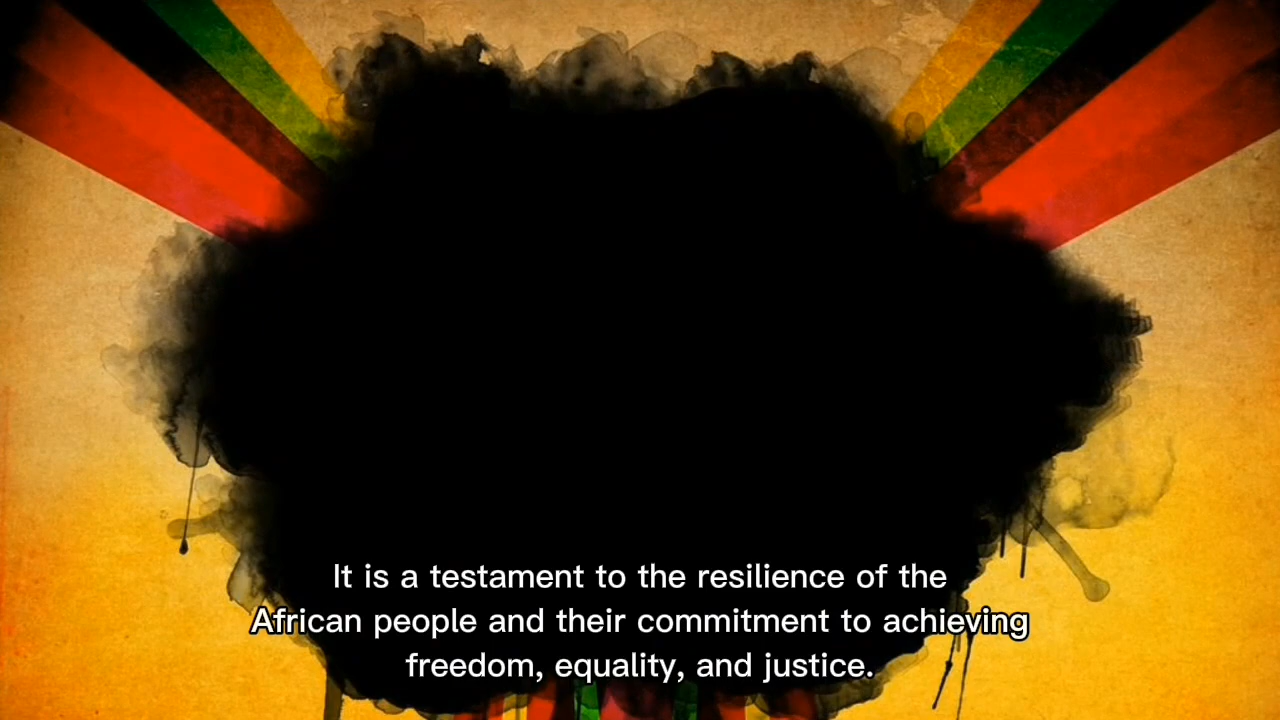 It is a testament to the resilience of the
African people and their commitment to achieving
freedom, equality, and justice.